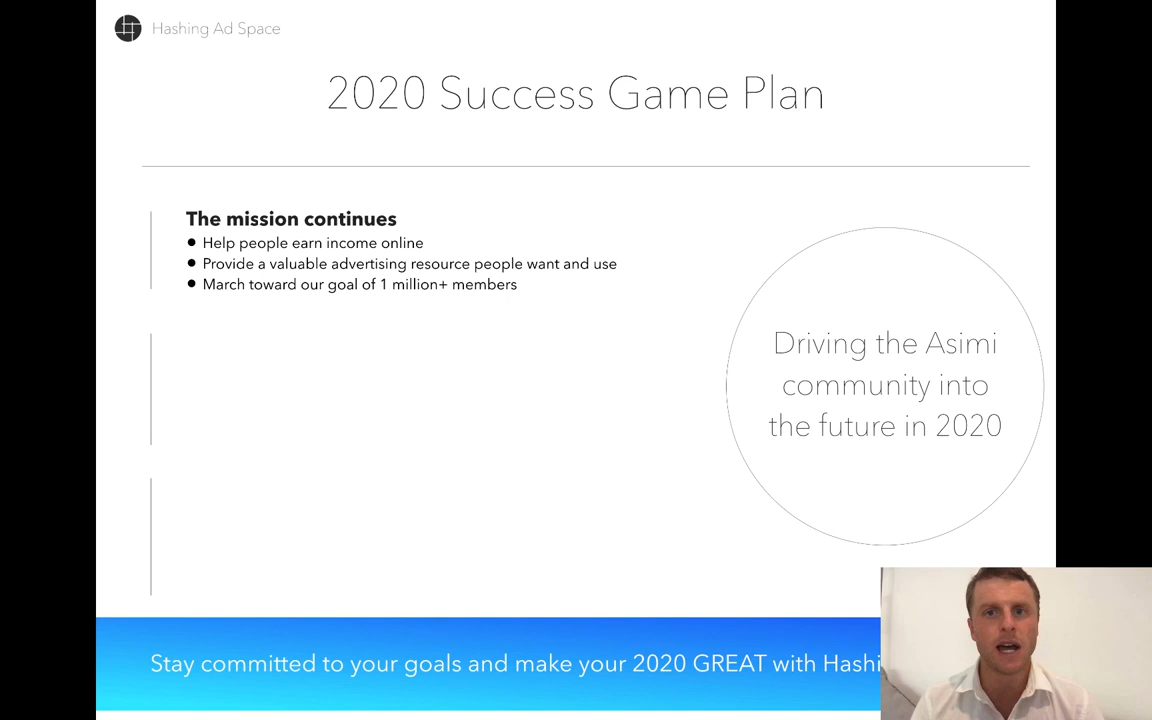 Hashing Ad Space
2020 Success Game Plan
The mission continues
● Help people earn income online
● Provide a valuable advertising resource people want and use
● March toward our goal of 1 million+ members
Driving the Asimi
community into
the future in 2020
Stay committed to your goals and make your 2020 GREAT with Hashi